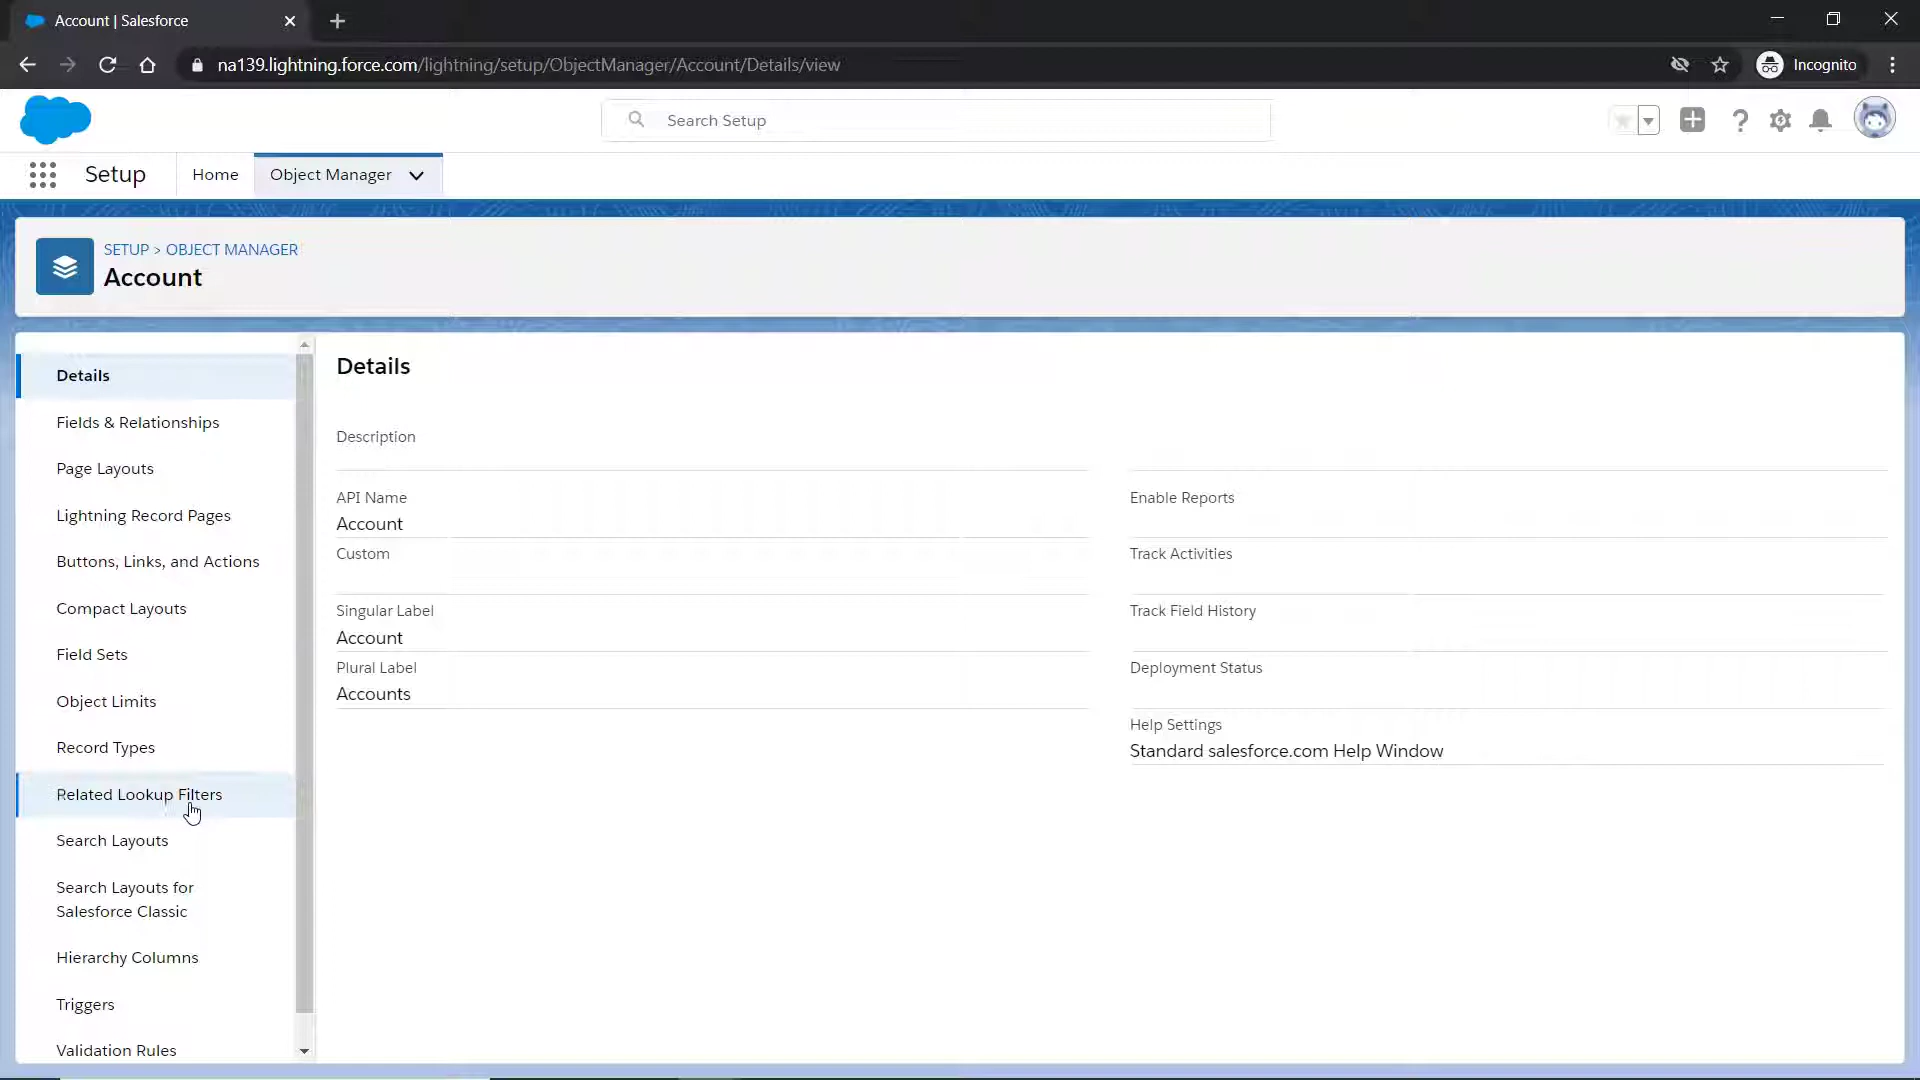 Account | Salesforce
na139.lightning.force.com/lightning/setup/ObjectManager/Account/Details/view
Incognito
Search Setup
Setup
Home
Object Manager
SETUP > OBJECT MANAGER
Account
Details
Fields & Relationships
Page Layouts
Lightning Record Pages
Buttons, Links, and Actions
Compact Layouts
Field Sets
Object Limits
Record Types
Related Lookup Filters
Search Layouts
Search Layouts for
Salesforce Classic
Hierarchy Columns
Triggers
Validation Rules
Details
Description
API Name
Account
Custom
Singular Label
Account
Plural Label
Accounts
Enable Reports
Track Activities
Track Field History
Deployment Status
Help Settings
Standard salesforce.com Help Window